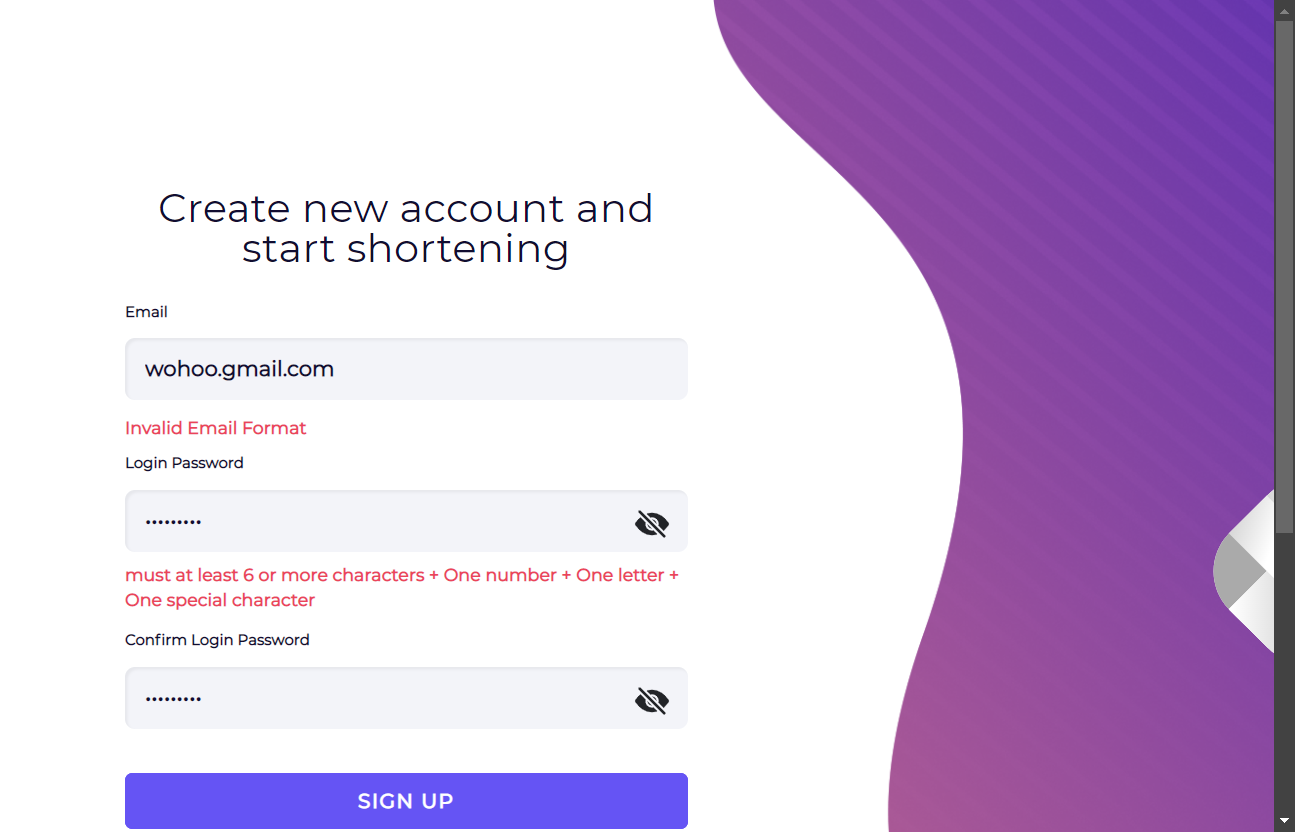 Create new account and
start shortening
Email
wohoo.gmail.com
Invalid Email Format
Login Password
•••••••••
must at least 6 or more characters + One number + One letter +
One special character
Confirm Login Password
•••••••••
SIGN UP